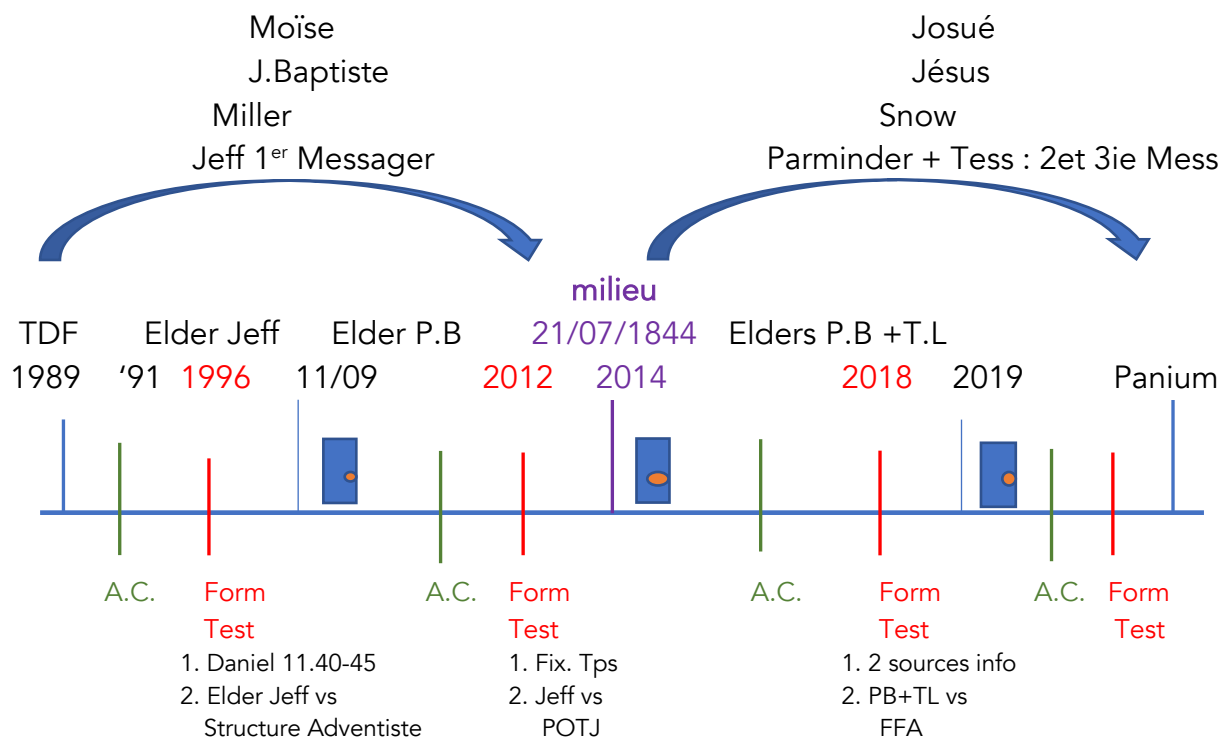 Moïse Josué
J.Baptiste Jésus
Miller Snow
Jeff 1er Messager Parminder + Tess : 2et 3ie Mess
milieu
TDF Elder Jeff Elder P.B 21/07/1844 Elders P.B +T.L
1989 ‘91 1996 11/09 2012 2014 2018 2019 Panium
A.C. Form A.C. Form A.C. Form A.C. Form
Test Test Test Test
1. Daniel 11.40-45 1. Fix. Tps 1. 2 sources info
2. Elder Jeff vs 2. Jeff vs 2. PB+TL vs
Structure Adventiste POTJ FFA